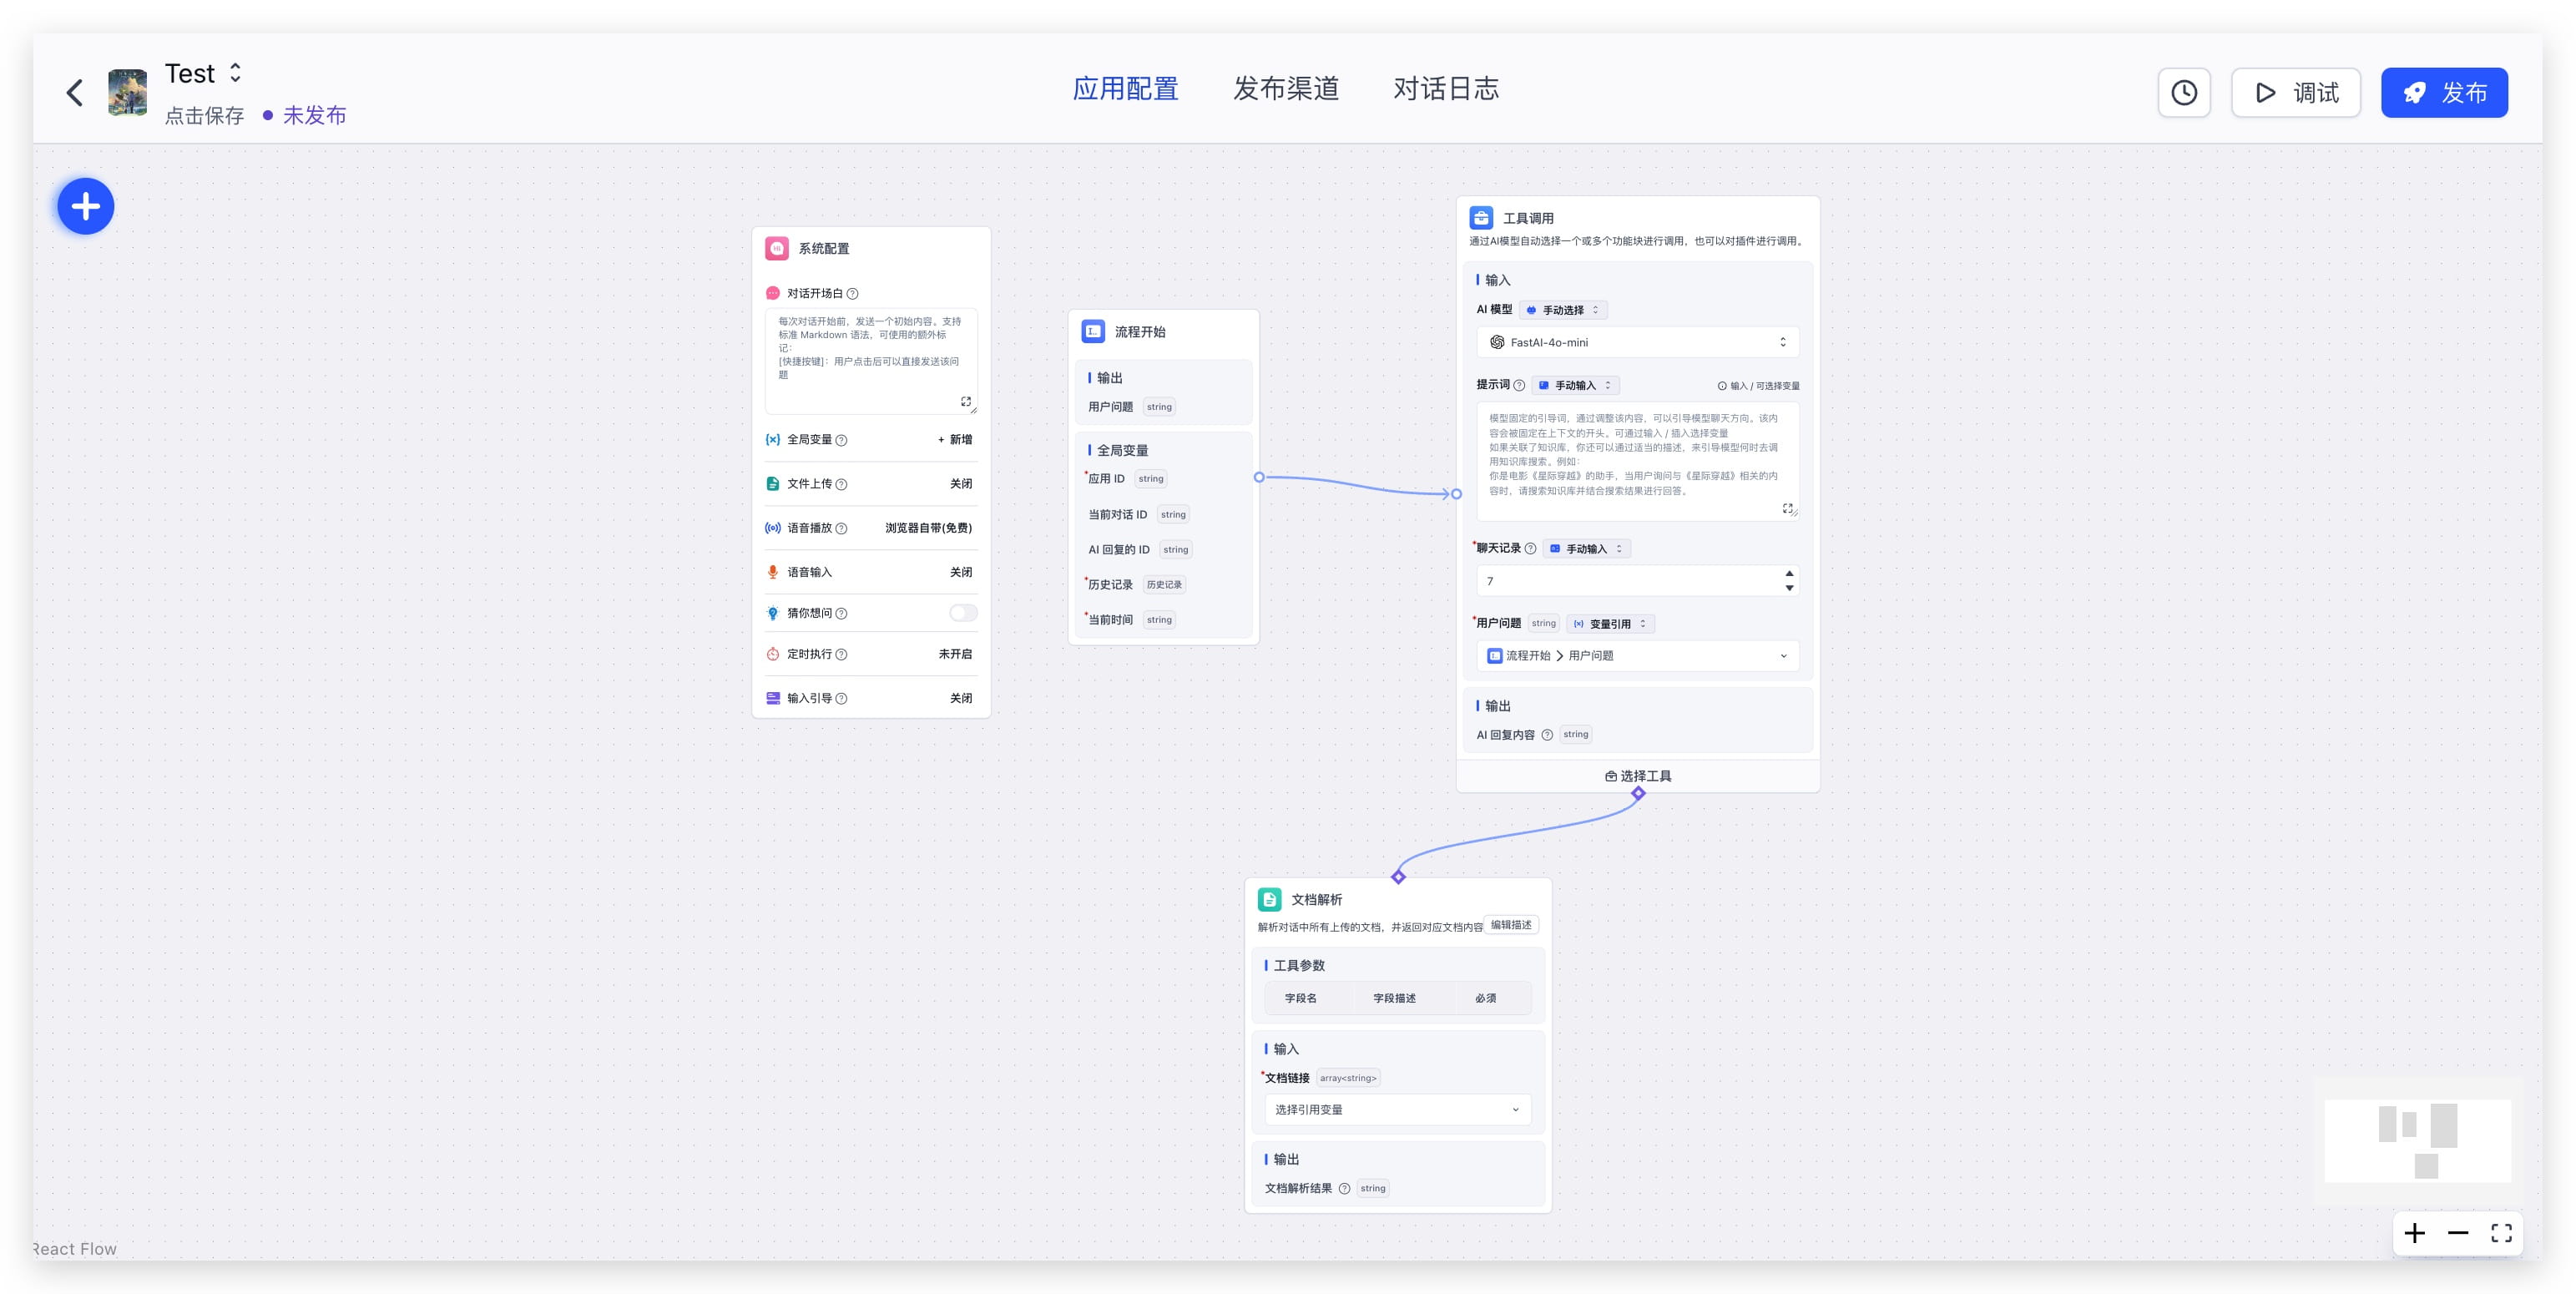 Test
点击保存 未发布
应用配置 发布渠道 对话日志
调试 发布
系统配置
对话开场白
每次对话开始前，发送一个初始内容。支持
标准 Markdown 语法，可使用的额外标
记：
[快捷按键]：用户点击后可以直接发送该问
题
全局变量 + 新增
文件上传 关闭
语音播放 浏览器自带(免费)
语音输入 关闭
猜你想问
定时执行 未开启
输入引导 关闭
流程开始
输出
用户问题 string
全局变量
*应用 ID string
当前对话 ID string
AI 回复的 ID string
*历史记录 历史记录
*当前时间 string
工具调用
通过AI模型自动选择一个或多个功能块进行调用，也可以对插件进行调用。
输入
AI 模型 手动选择
FastAI-4o-mini
提示词 手动输入 输入 / 可选择变量
模型固定的引导词，通过调整该内容，可以引导模型聊天方向。该内
容会被固定在上下文的开头。可通过输入 / 插入选择变量
如果关联了知识库，你还可以通过适当的描述，来引导模型何时去调
用知识库搜索。例如：
你是电影《星际穿越》的助手，当用户询问与《星际穿越》相关的内
容时，请搜索知识库并结合搜索结果进行回答。
*聊天记录 手动输入
7
*用户问题 string 变量引用
流程开始 > 用户问题
输出
AI 回复内容 string
选择工具
文档解析
解析对话中所有上传的文档，并返回对应文档内容 编辑描述
工具参数
字段名 字段描述 必须
输入
*文档链接 array<string>
选择引用变量
输出
文档解析结果 string
React Flow